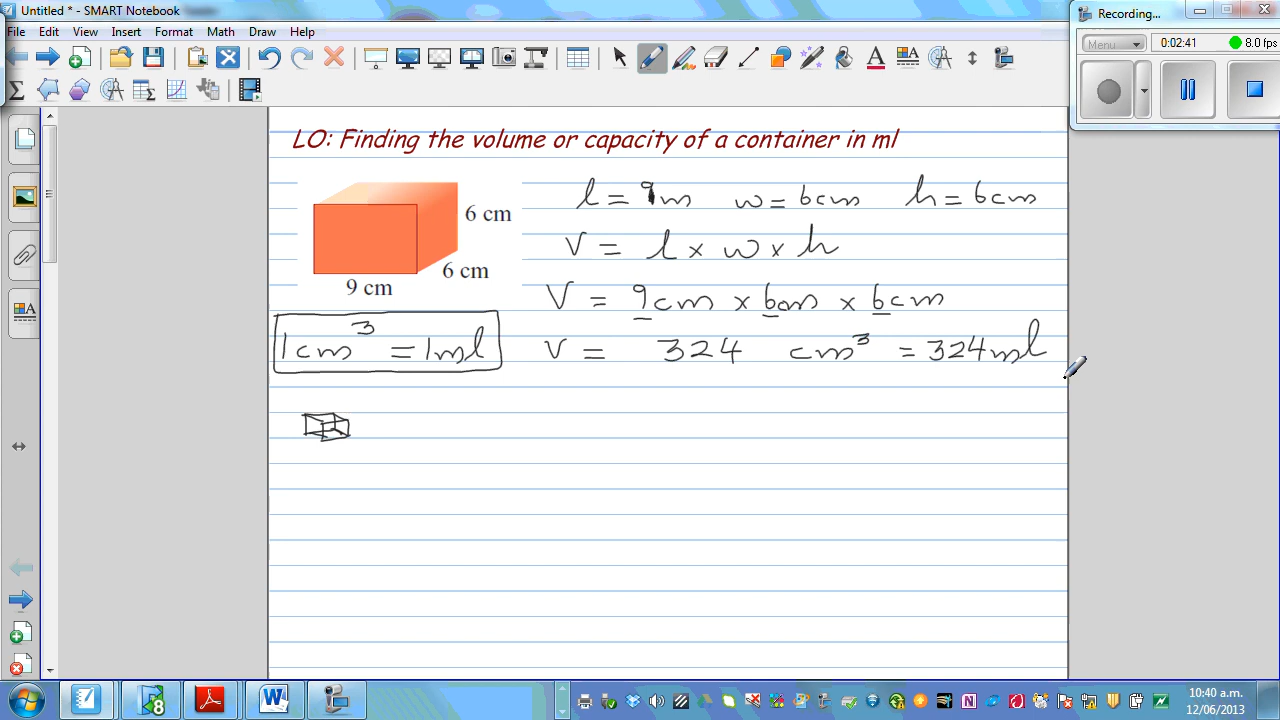 Untitled * - SMART Notebook
Recording...
File Edit View Insert Format Math Draw Help
Menu
0:02:41
8.0 fps
LO: Finding the volume or capacity of a container in ml
l = 9m w = 6cm h = 6cm
6 cm
6 cm
9 cm
V = l × w × h
V = 9cm × 6cm × 6cm
1cm³ = 1ml
V = 324 cm³ = 324ml
10:40 a.m.
12/06/2013